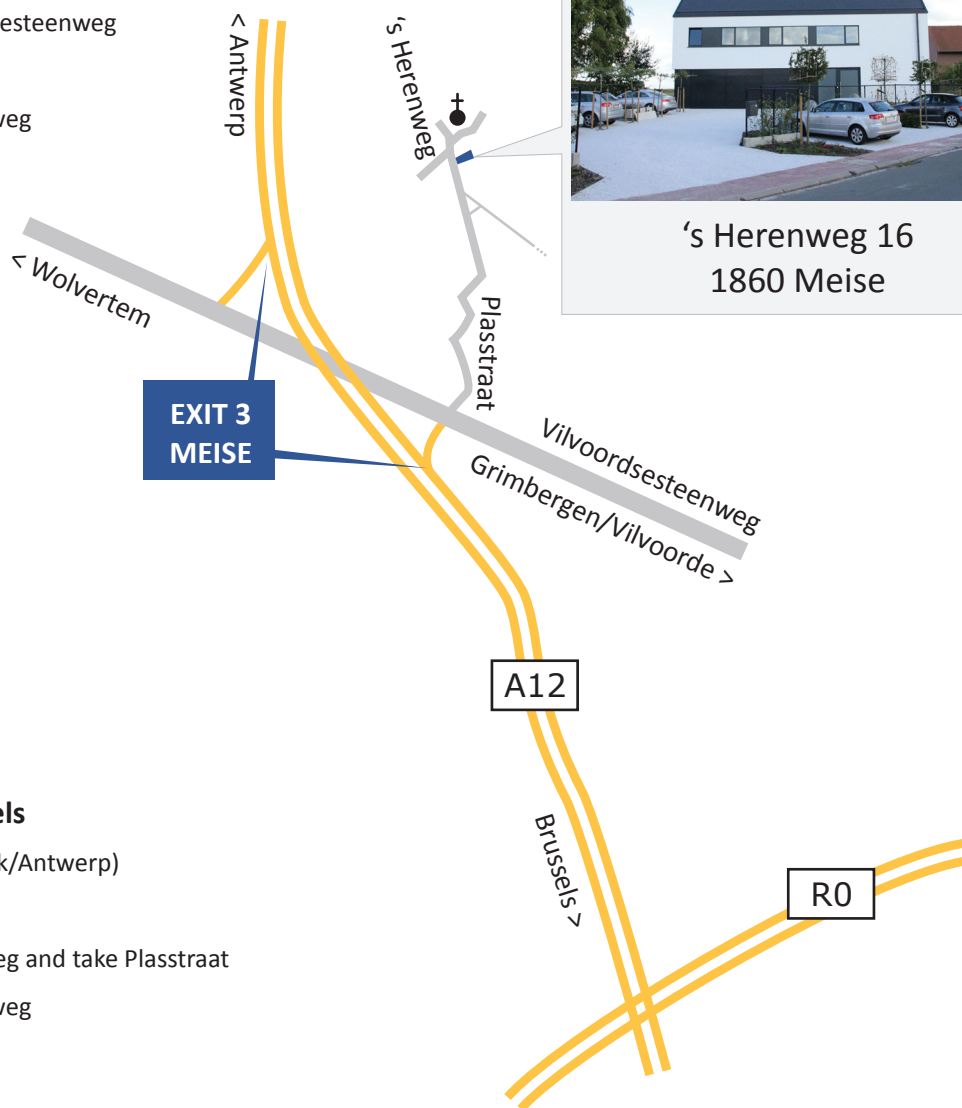 esteenweg
weg
< Antwerp
's Herenweg
‘s Herenweg 16
1860 Meise
< Wolvertem
Plasstraat
EXIT 3
MEISE
Vilvoordsesteenweg
Grimbergen/Vilvoorde >
A12
els
k/Antwerp)
Brussels >
R0
eg and take Plasstraat
weg